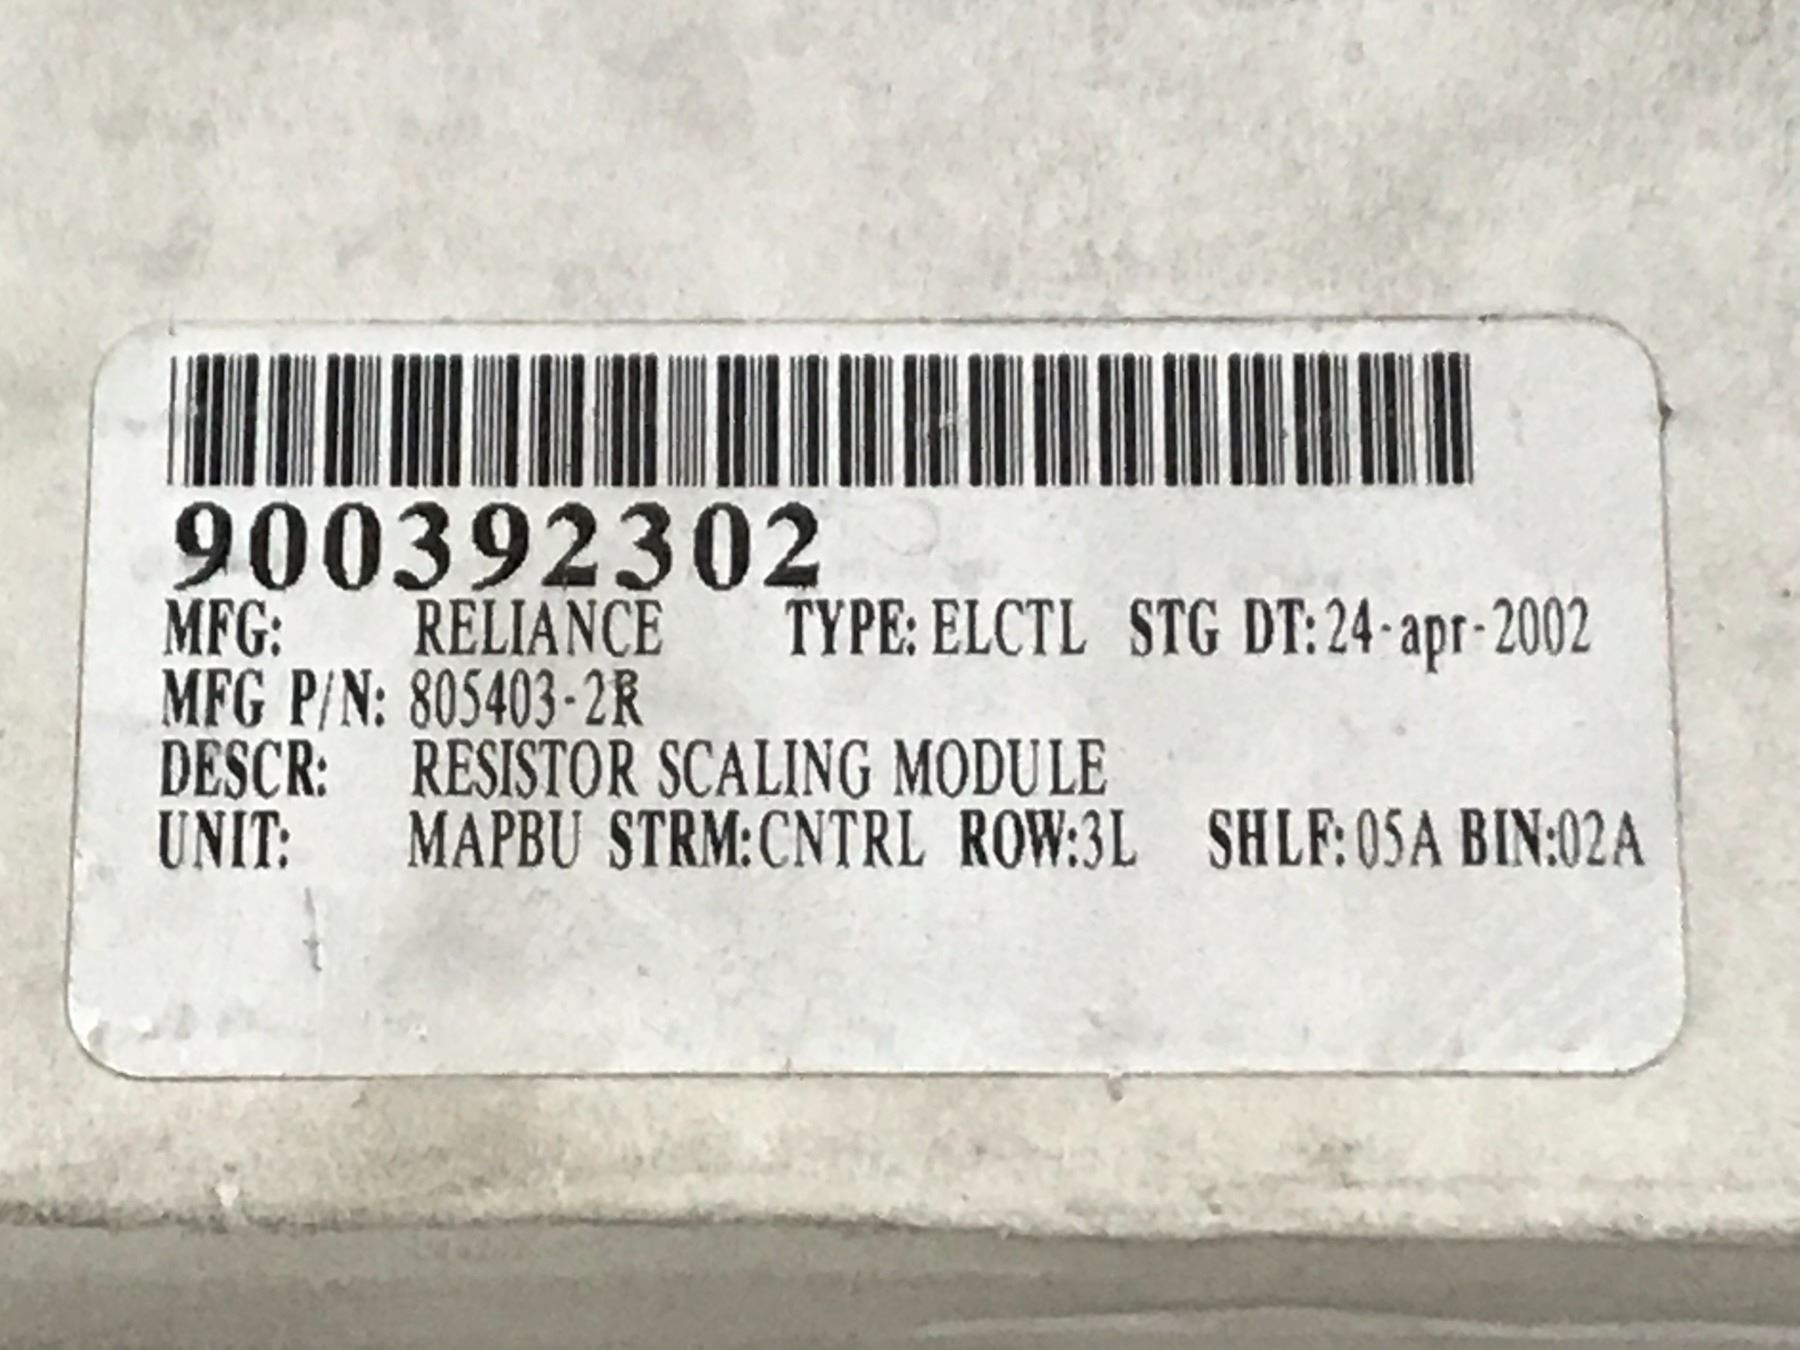 900392302
MFG: RELIANCE TYPE: ELCTL STG DT: 24-apr-2002
MFG P/N: 805403-2R
DESCR: RESISTOR SCALING MODULE
UNIT: MAPBU STRM: CNTRL ROW: 3L SHLF: 05A BIN: 02A